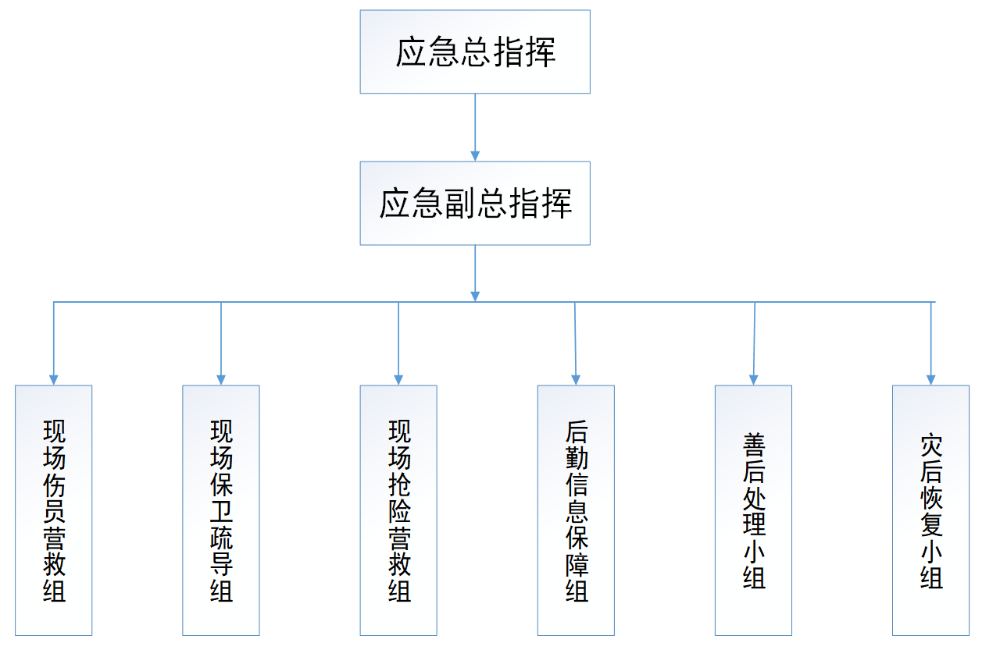 应急总指挥
应急副总指挥
现场伤员营救组
现场保卫疏导组
现场抢险营救组
后勤信息保障组
善后处理小组
灾后恢复小组